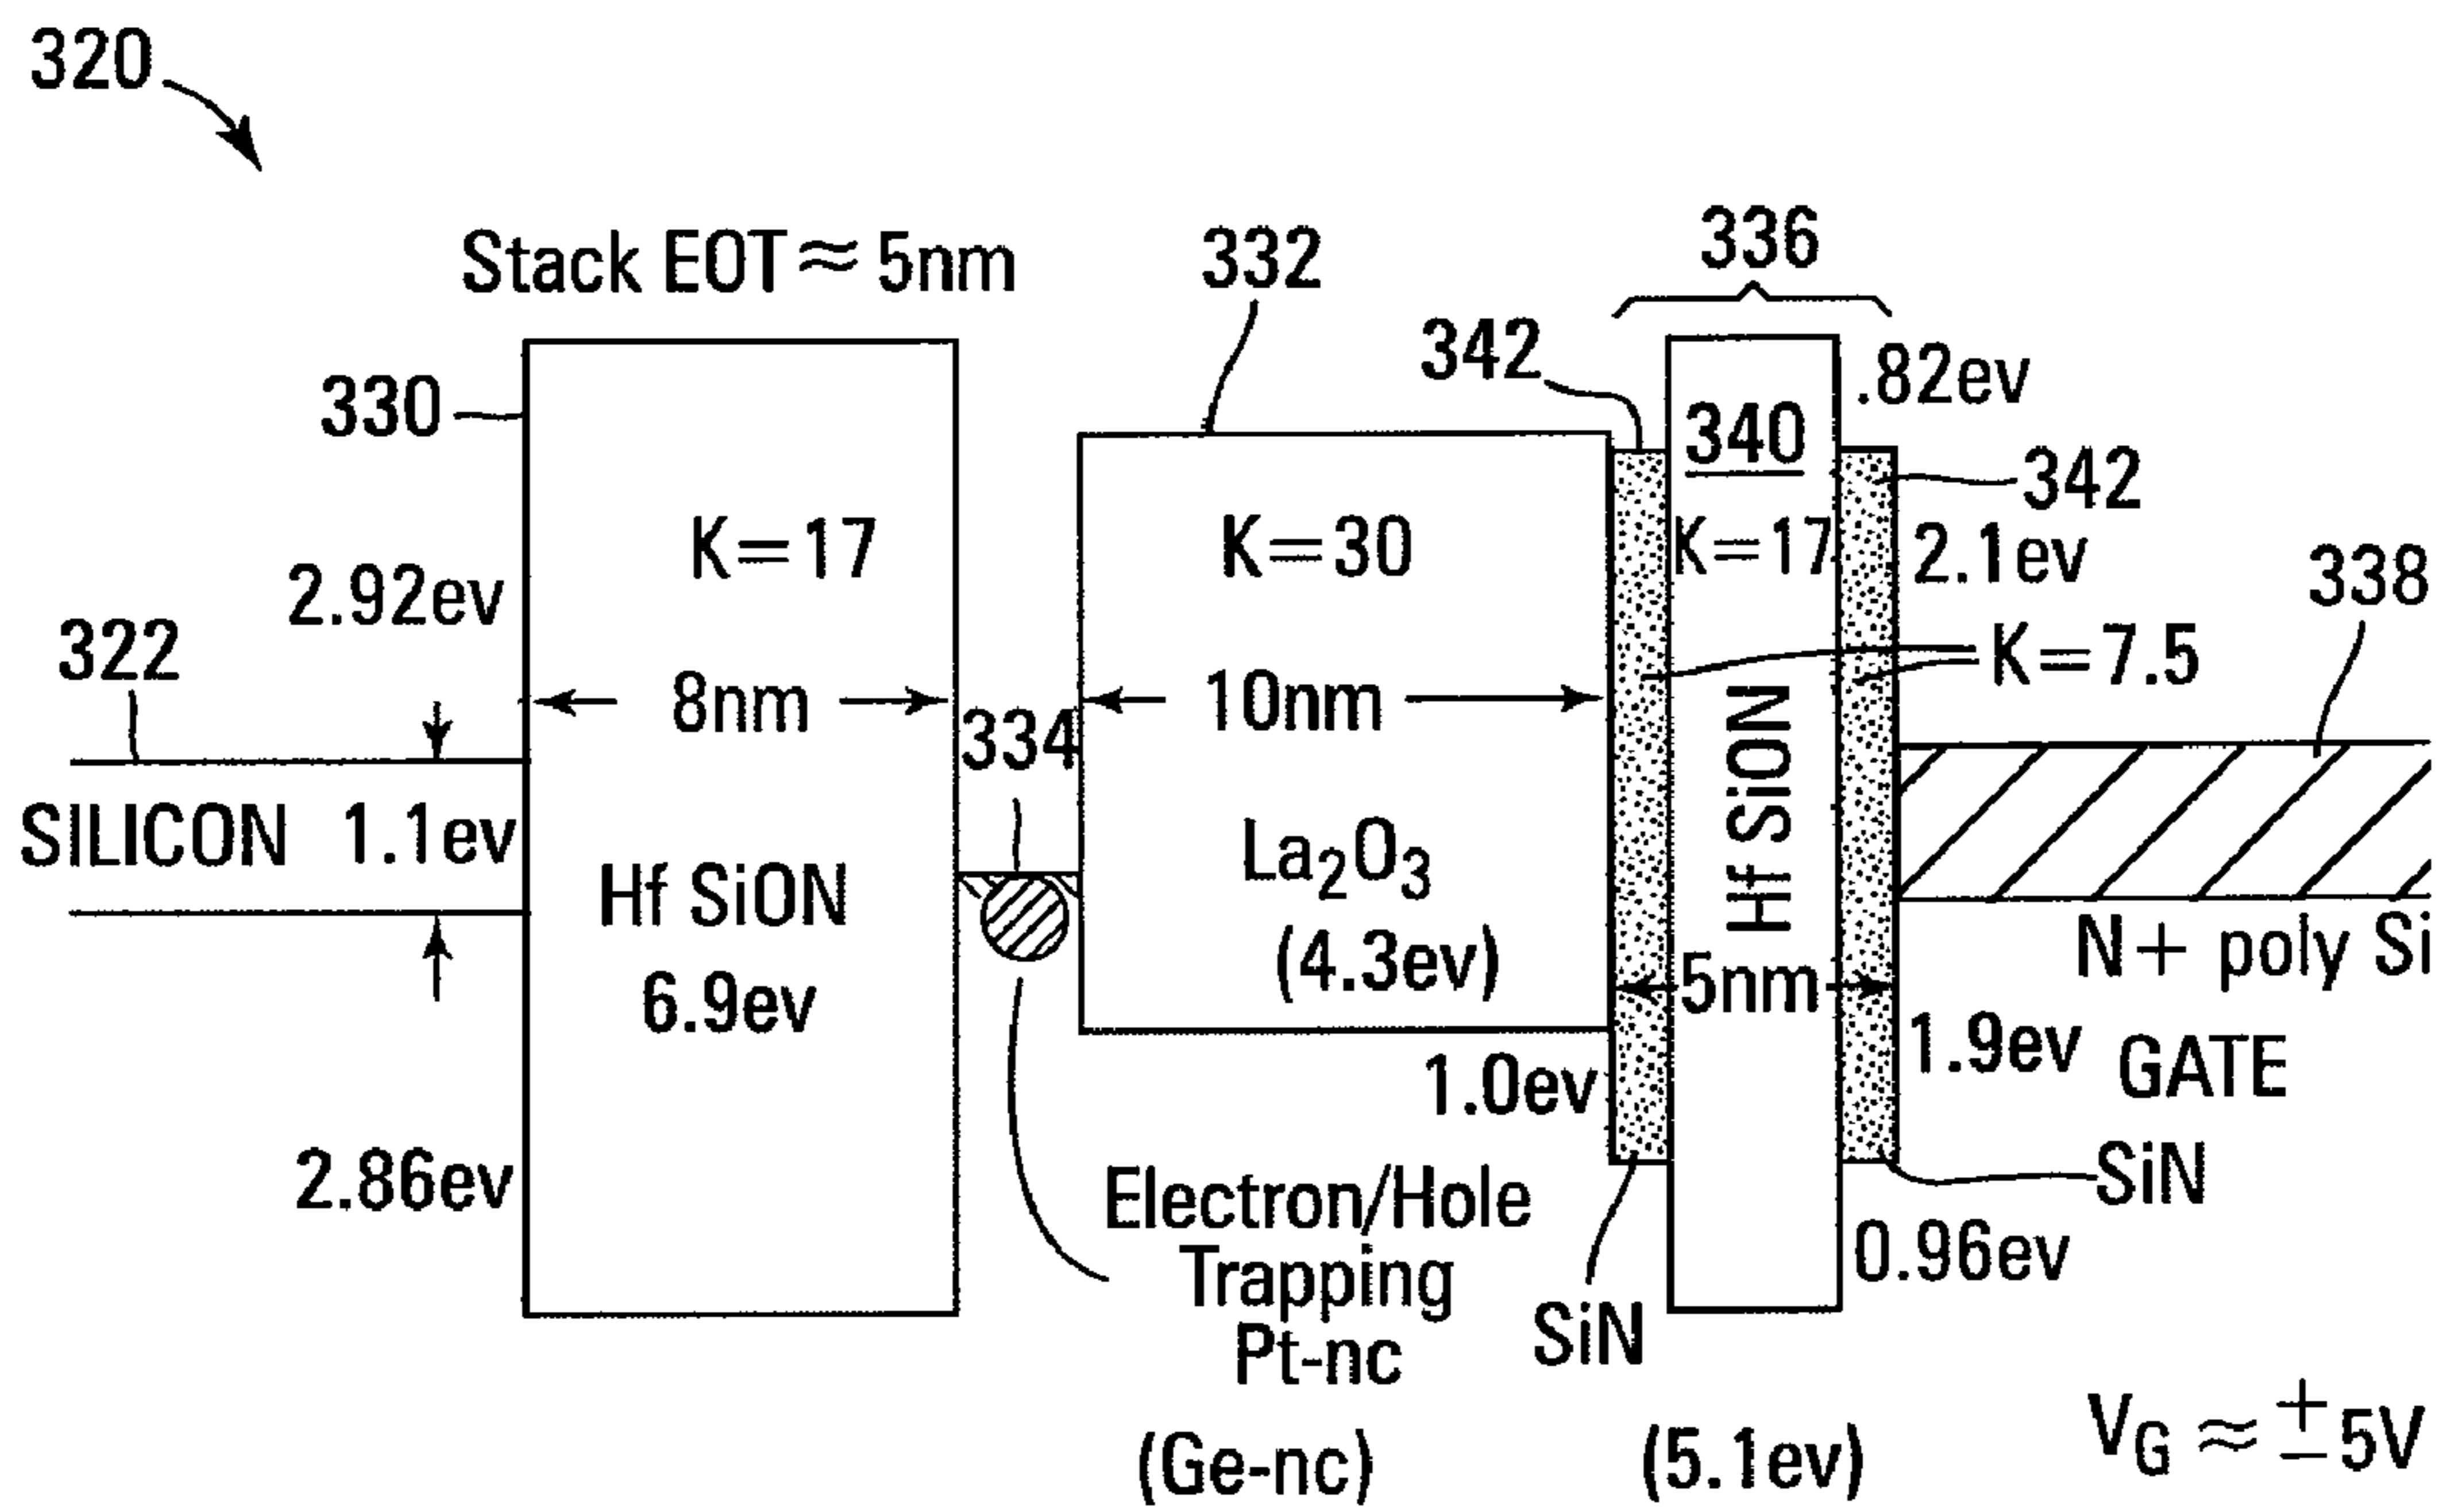 320
Stack EOT ≈ 5nm
332
336
342
.82ev
330
340
342
K=17
K=30
K=17
2.1ev
338
2.92ev
322
K=7.5
8nm
10nm
334
SILICON 1.1ev
Hf SiON
6.9ev
La2O3
(4.3ev)
Hf SiON
5nm
N+ poly Si
GATE
1.0ev
1.9ev
2.86ev
SiN
Electron/Hole
Trapping
Pt-nc
(Ge-nc)
0.96ev
SiN
(5.1ev)
VG ≈ ±5V